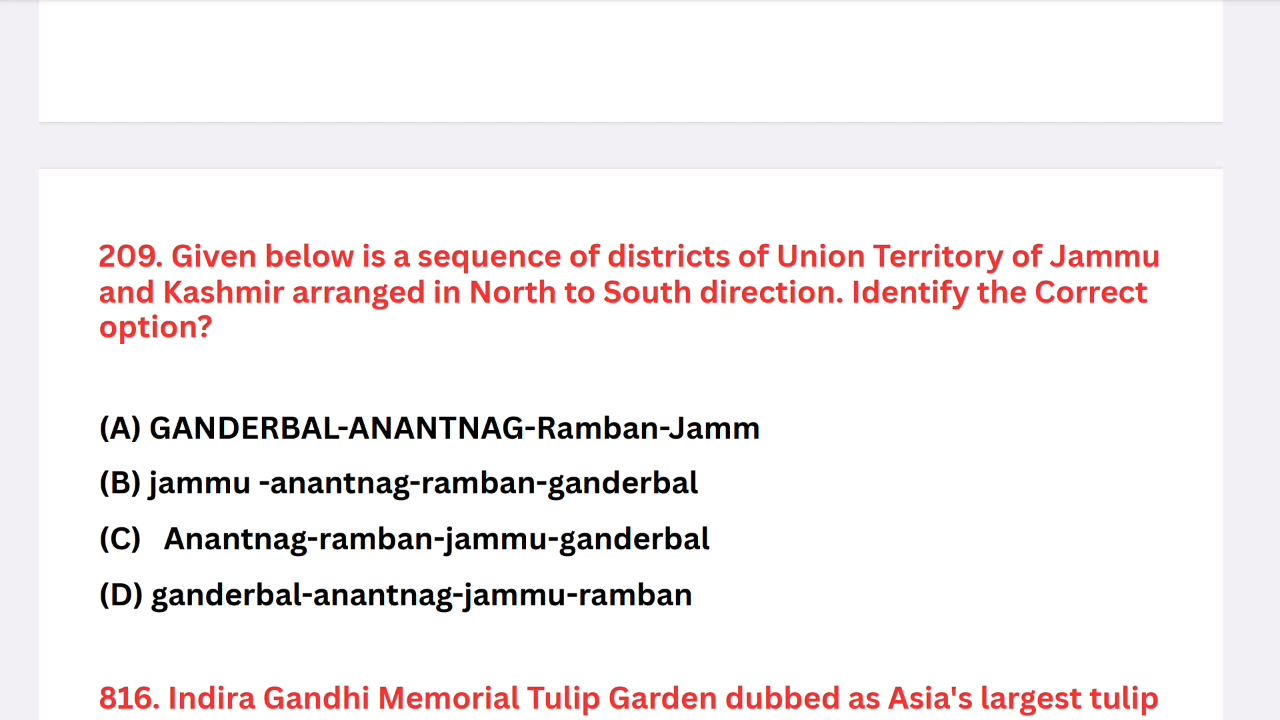 209. Given below is a sequence of districts of Union Territory of Jammu
and Kashmir arranged in North to South direction. Identify the Correct
option?
(A) GANDERBAL-ANANTNAG-Ramban-Jamm
(B) jammu -anantnag-ramban-ganderbal
(C) Anantnag-ramban-jammu-ganderbal
(D) ganderbal-anantnag-jammu-ramban
816. Indira Gandhi Memorial Tulip Garden dubbed as Asia's largest tulip